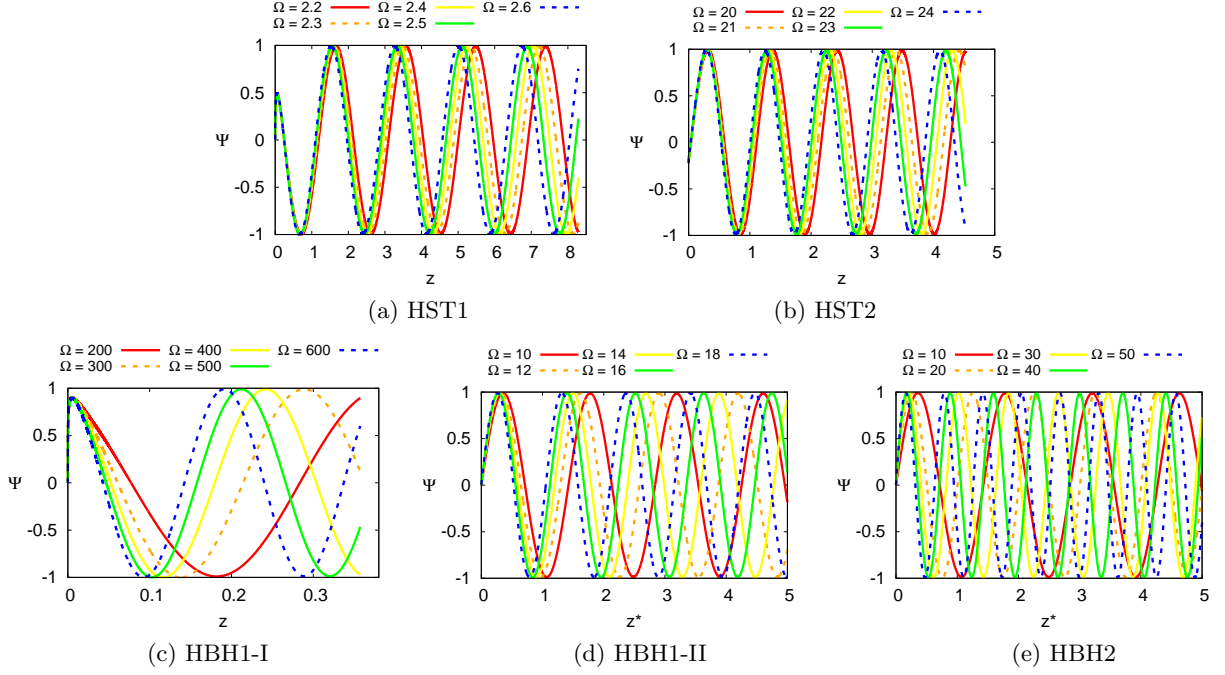 Ω = 2.2 Ω = 2.4 Ω = 2.6
Ω = 2.3 Ω = 2.5
1
0.5
Ψ 0
-0.5
-1
0 1 2 3 4 5 6 7 8
z
(a) HST1
Ω = 20 Ω = 22 Ω = 24
Ω = 21 Ω = 23
1
0.5
Ψ 0
-0.5
-1
0 1 2 3 4 5
z
(b) HST2
Ω = 200 Ω = 400 Ω = 600
Ω = 300 Ω = 500
1
0.5
Ψ 0
-0.5
-1
0 0.1 0.2 0.3
z
(c) HBH1-I
Ω = 10 Ω = 14 Ω = 18
Ω = 12 Ω = 16
1
0.5
Ψ 0
-0.5
-1
0 1 2 3 4 5
z*
(d) HBH1-II
Ω = 10 Ω = 30 Ω = 50
Ω = 20 Ω = 40
1
0.5
Ψ 0
-0.5
-1
0 1 2 3 4 5
z*
(e) HBH2